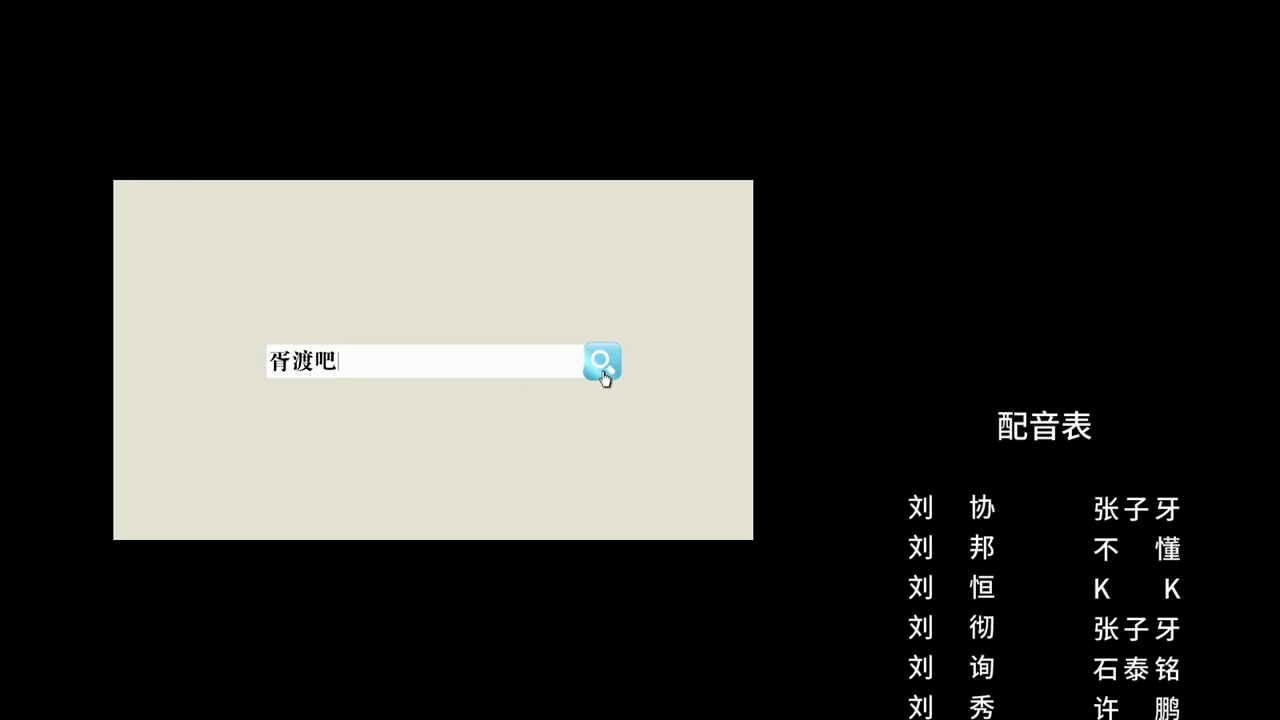 胥渡吧
配音表
刘协 张子牙
刘邦 不懂
刘恒 K K
刘彻 张子牙
刘询 石泰铭
刘秀 许鹏